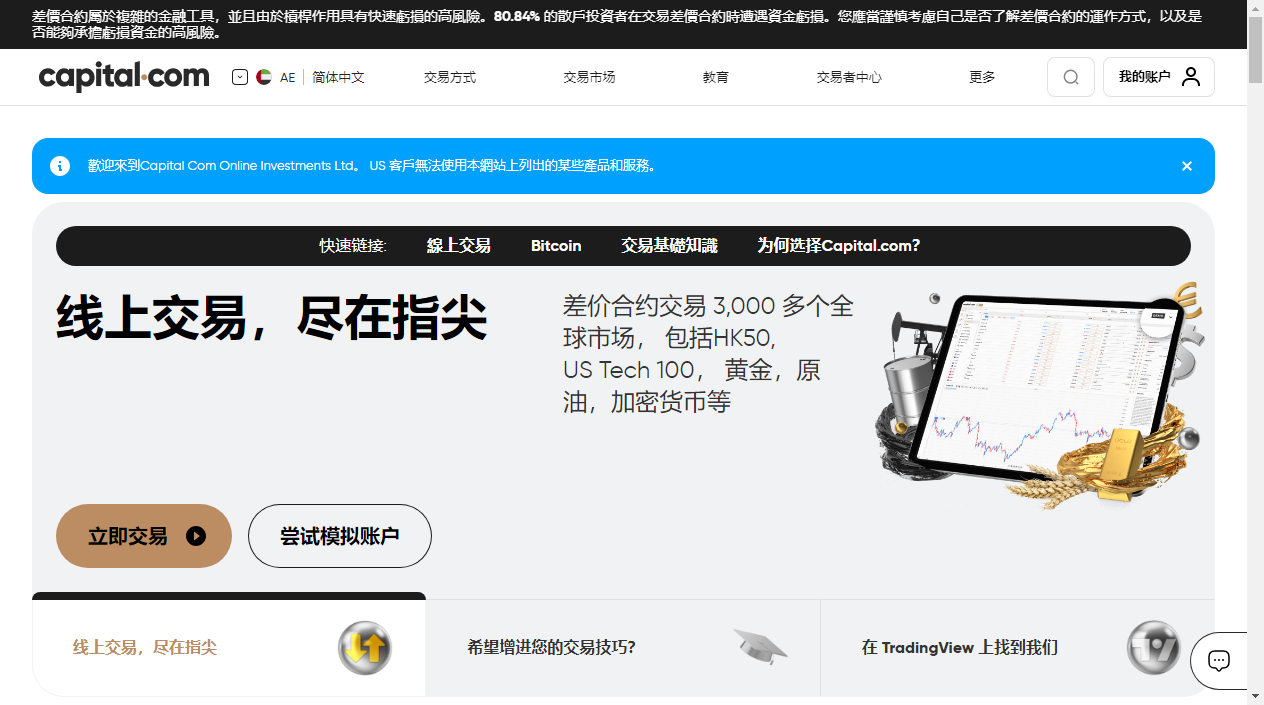 差價合約屬於複雜的金融工具，並且由於槓桿作用具有快速虧損的高風險。80.84% 的散戶投資者在交易差價合約時遭遇資金虧損。您應當謹慎考慮自己是否了解差價合約的運作方式，以及是
否能夠承擔虧損資金的高風險。
capital.com
AE
简体中文
交易方式
交易市场
教育
交易者中心
更多
我的账户
歡迎來到Capital Com Online Investments Ltd。 US 客戶無法使用本網站上列出的某些產品和服務。
快速链接:
線上交易
Bitcoin
交易基礎知識
为何选择Capital.com?
线上交易，尽在指尖
差价合约交易 3,000 多个全
球市场， 包括HK50,
US Tech 100， 黄金，原
油，加密货币等
立即交易
尝试模拟账户
线上交易，尽在指尖
希望增进您的交易技巧?
在 TradingView 上找到我们